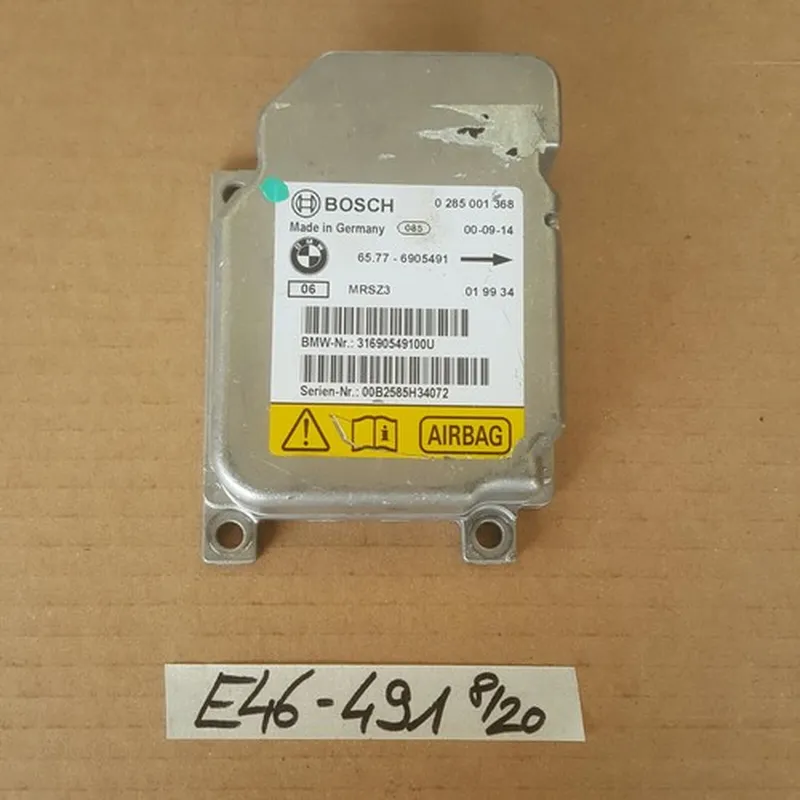 BOSCH 0 285 001 368
Made in Germany 085 00-09-14
BMW 65.77 - 6905491
06 MRSZ3 01 99 34
BMW-Nr.: 31690549100U
Serien-Nr.: 00B2585H34072
AIRBAG
E46-491 8/20